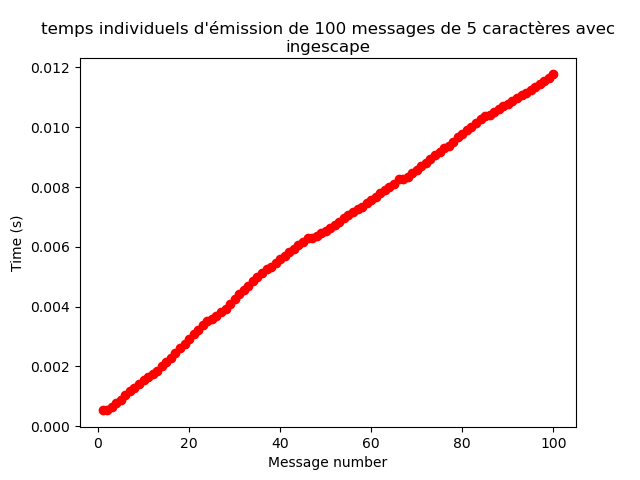 temps individuels d'émission de 100 messages de 5 caractères avec
ingescape
0.012
0.010
0.008
0.006
0.004
0.002
0.000
Time (s)
0 20 40 60 80 100
Message number